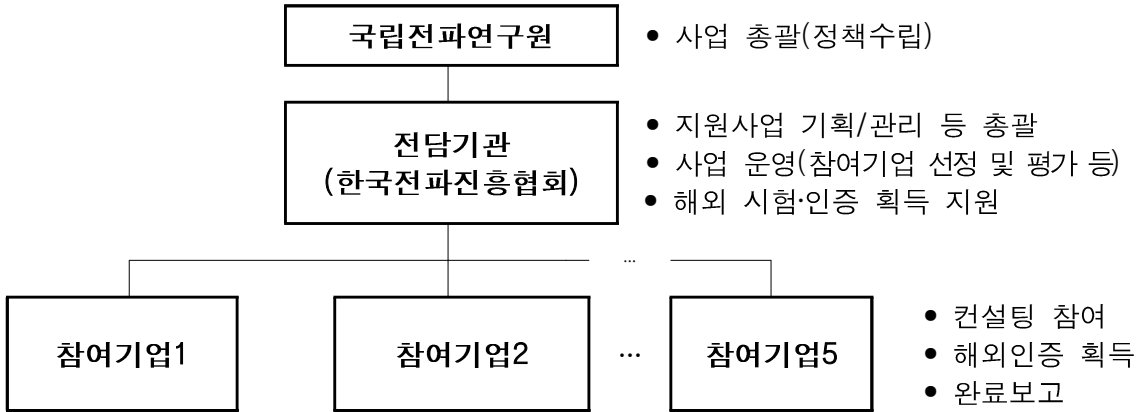 국립전파연구원
• 사업 총괄(정책수립)
전담기관
(한국전파진흥협회)
• 지원사업 기획/관리 등 총괄
• 사업 운영(참여기업 선정 및 평가 등)
• 해외 시험·인증 획득 지원
...
참여기업1
참여기업2
...
참여기업5
• 컨설팅 참여
• 해외인증 획득
• 완료보고